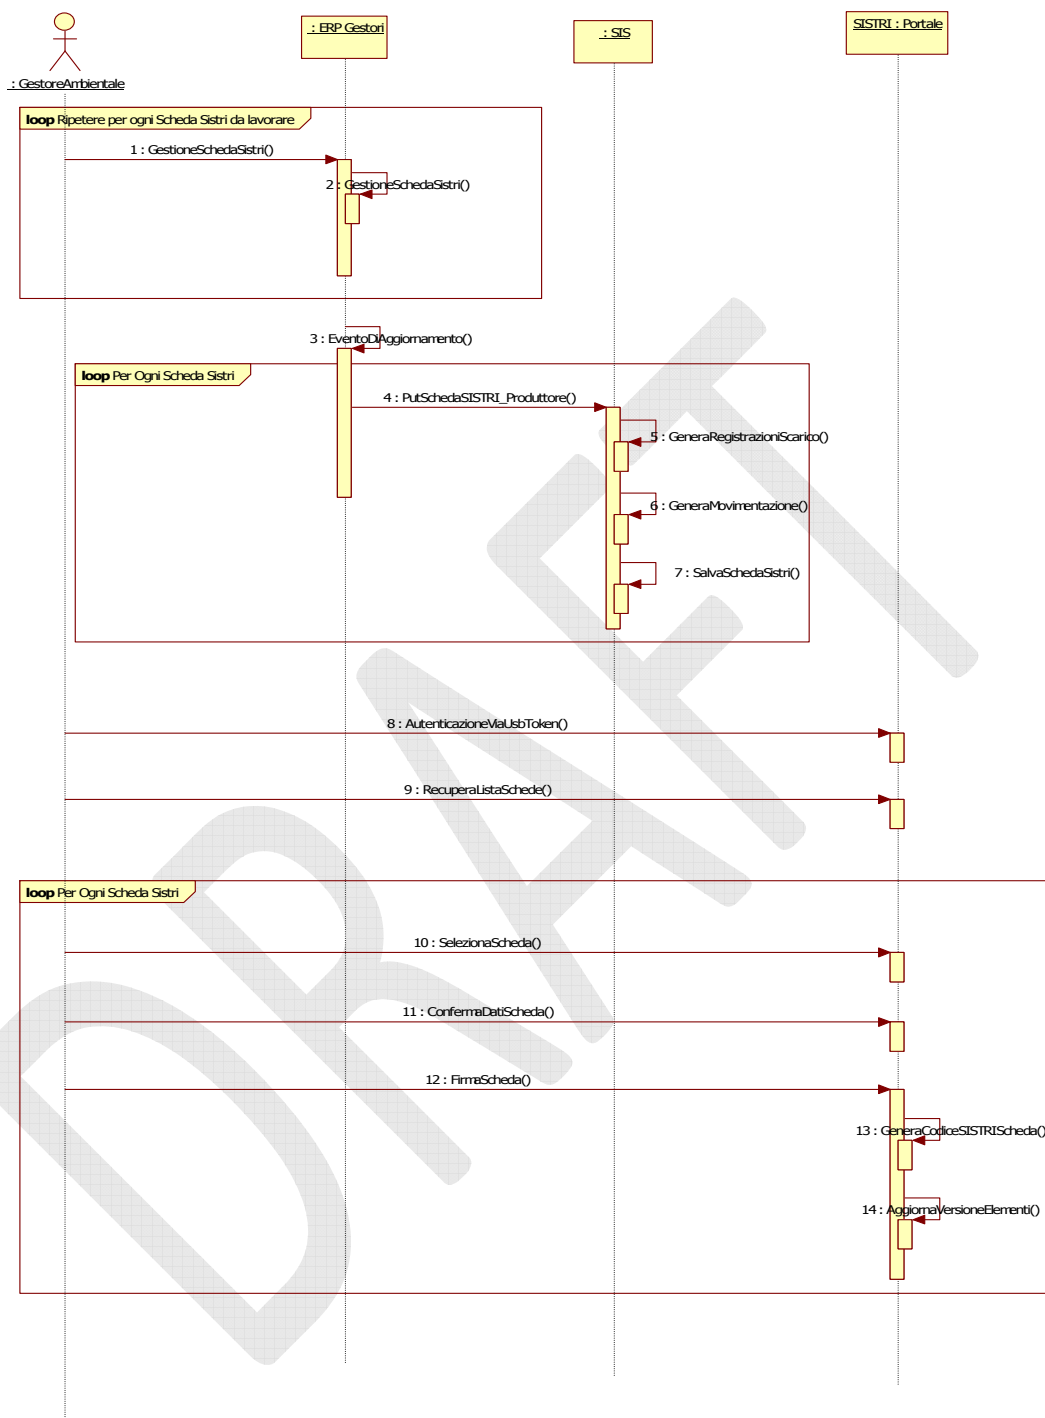 : GestoreAmbientale
: ERP Gestori
: SIS
SISTRI : Portale
loop Ripetere per ogni Scheda Sistri da lavorare
1 : GestioneSchedaSistri()
2 : GestioneSchedaSistri()
3 : EventoDiAggiornamento()
loop Per Ogni Scheda Sistri
4 : PutSchedaSISTRI_Produttore()
5 : GeneraRegistrazioniScarico()
6 : GeneraMovimentazione()
7 : SalvaSchedaSistri()
8 : AutenticazioneViaUsbToken()
9 : RecuperaListaSchede()
loop Per Ogni Scheda Sistri
10 : SelezionaScheda()
11 : ConfermaDatiScheda()
12 : FirmaScheda()
13 : GeneraCodiceSISTRIScheda()
14 : AggiornaVersioneElementi()
DRAFT